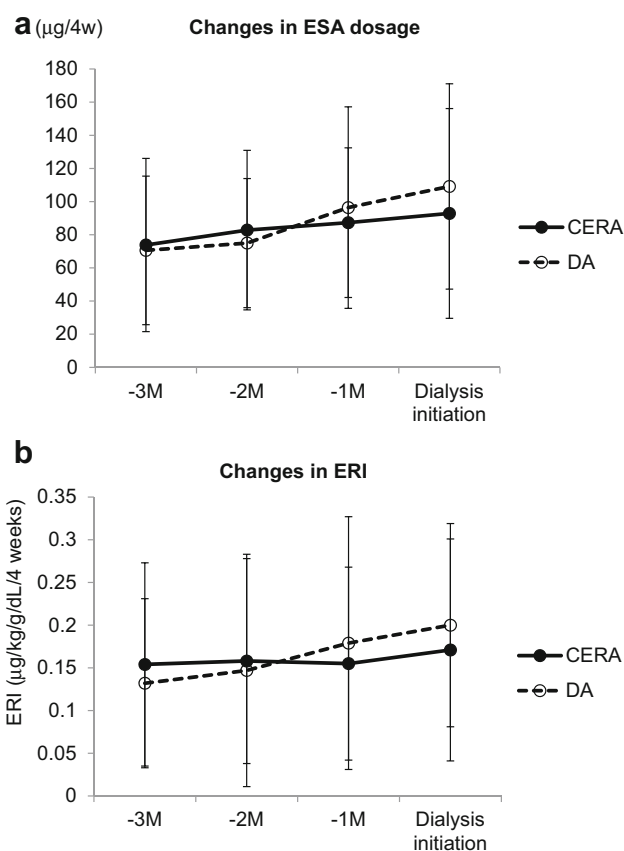 a (μg/4w) Changes in ESA dosage
180
160
140
120
100
80
60
40
20
0
CERA
DA
-3M -2M -1M Dialysis
initiation
b
Changes in ERI
ERI (μg/kg/g/dL/4 weeks)
0.35
0.3
0.25
0.2
0.15
0.1
0.05
0
CERA
DA
-3M -2M -1M Dialysis
initiation